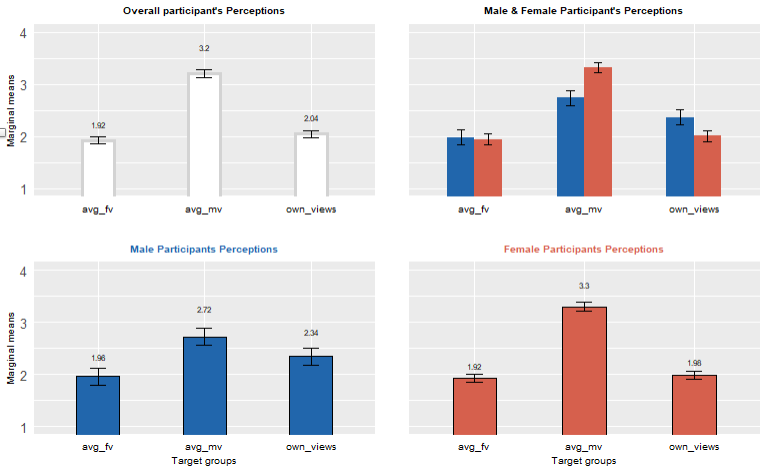 Overall participant's Perceptions
Male & Female Participant's Perceptions
Marginal means
4
3
2
1
1.92
3.2
2.04
avg_fv
avg_mv
own_views
avg_fv
avg_mv
own_views
Male Participants Perceptions
Female Participants Perceptions
Marginal means
4
3
2
1
1.96
2.72
2.34
1.92
3.3
1.98
avg_fv
avg_mv
own_views
avg_fv
avg_mv
own_views
Target groups
Target groups